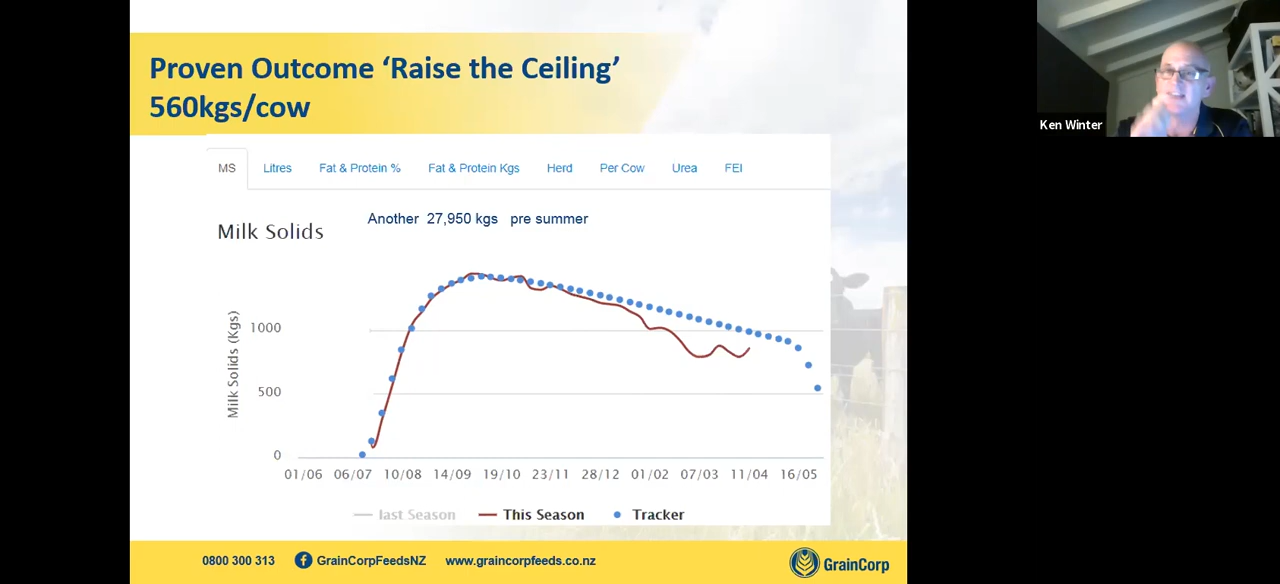 Proven Outcome ‘Raise the Ceiling’
560kgs/cow
Ken Winter
MS Litres Fat & Protein % Fat & Protein Kgs Herd Per Cow Urea FEI
Another 27,950 kgs pre summer
Milk Solids
Milk Solids (Kgs)
1000
500
0
01/06 06/07 10/08 14/09 19/10 23/11 28/12 01/02 07/03 11/04 16/05
last Season This Season Tracker
0800 300 313 GrainCorpFeedsNZ www.graincorpfeeds.co.nz GrainCorp